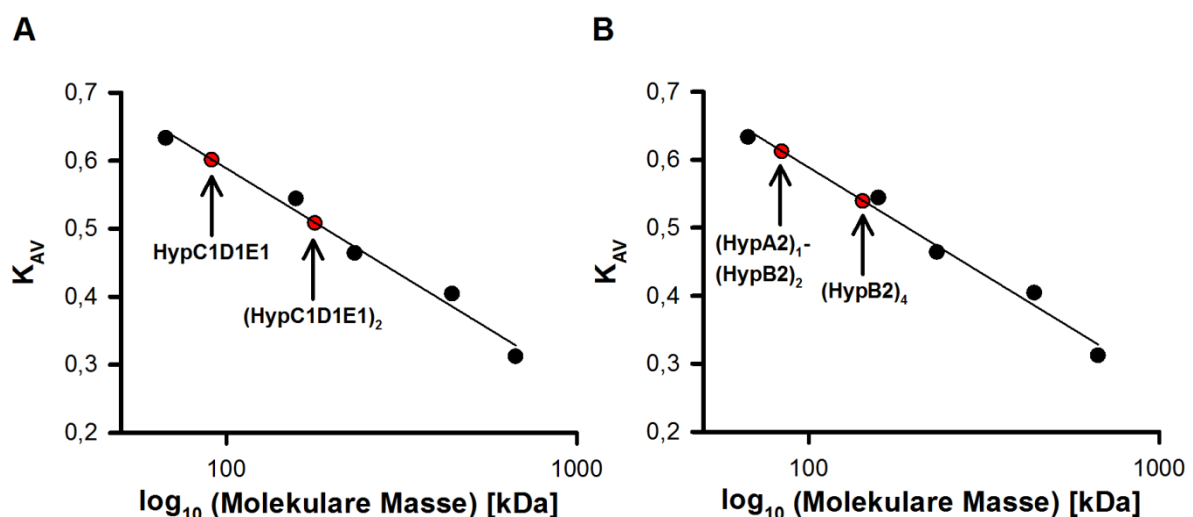 A
0,7
0,6
0,5
0,4
0,3
0,2
K_AV
HypC1D1E1
(HypC1D1E1)₂
100
1000
log₁₀ (Molekulare Masse) [kDa]
B
0,7
0,6
0,5
0,4
0,3
0,2
K_AV
(HypA2)₁-
(HypB2)₂
(HypB2)₄
100
1000
log₁₀ (Molekulare Masse) [kDa]